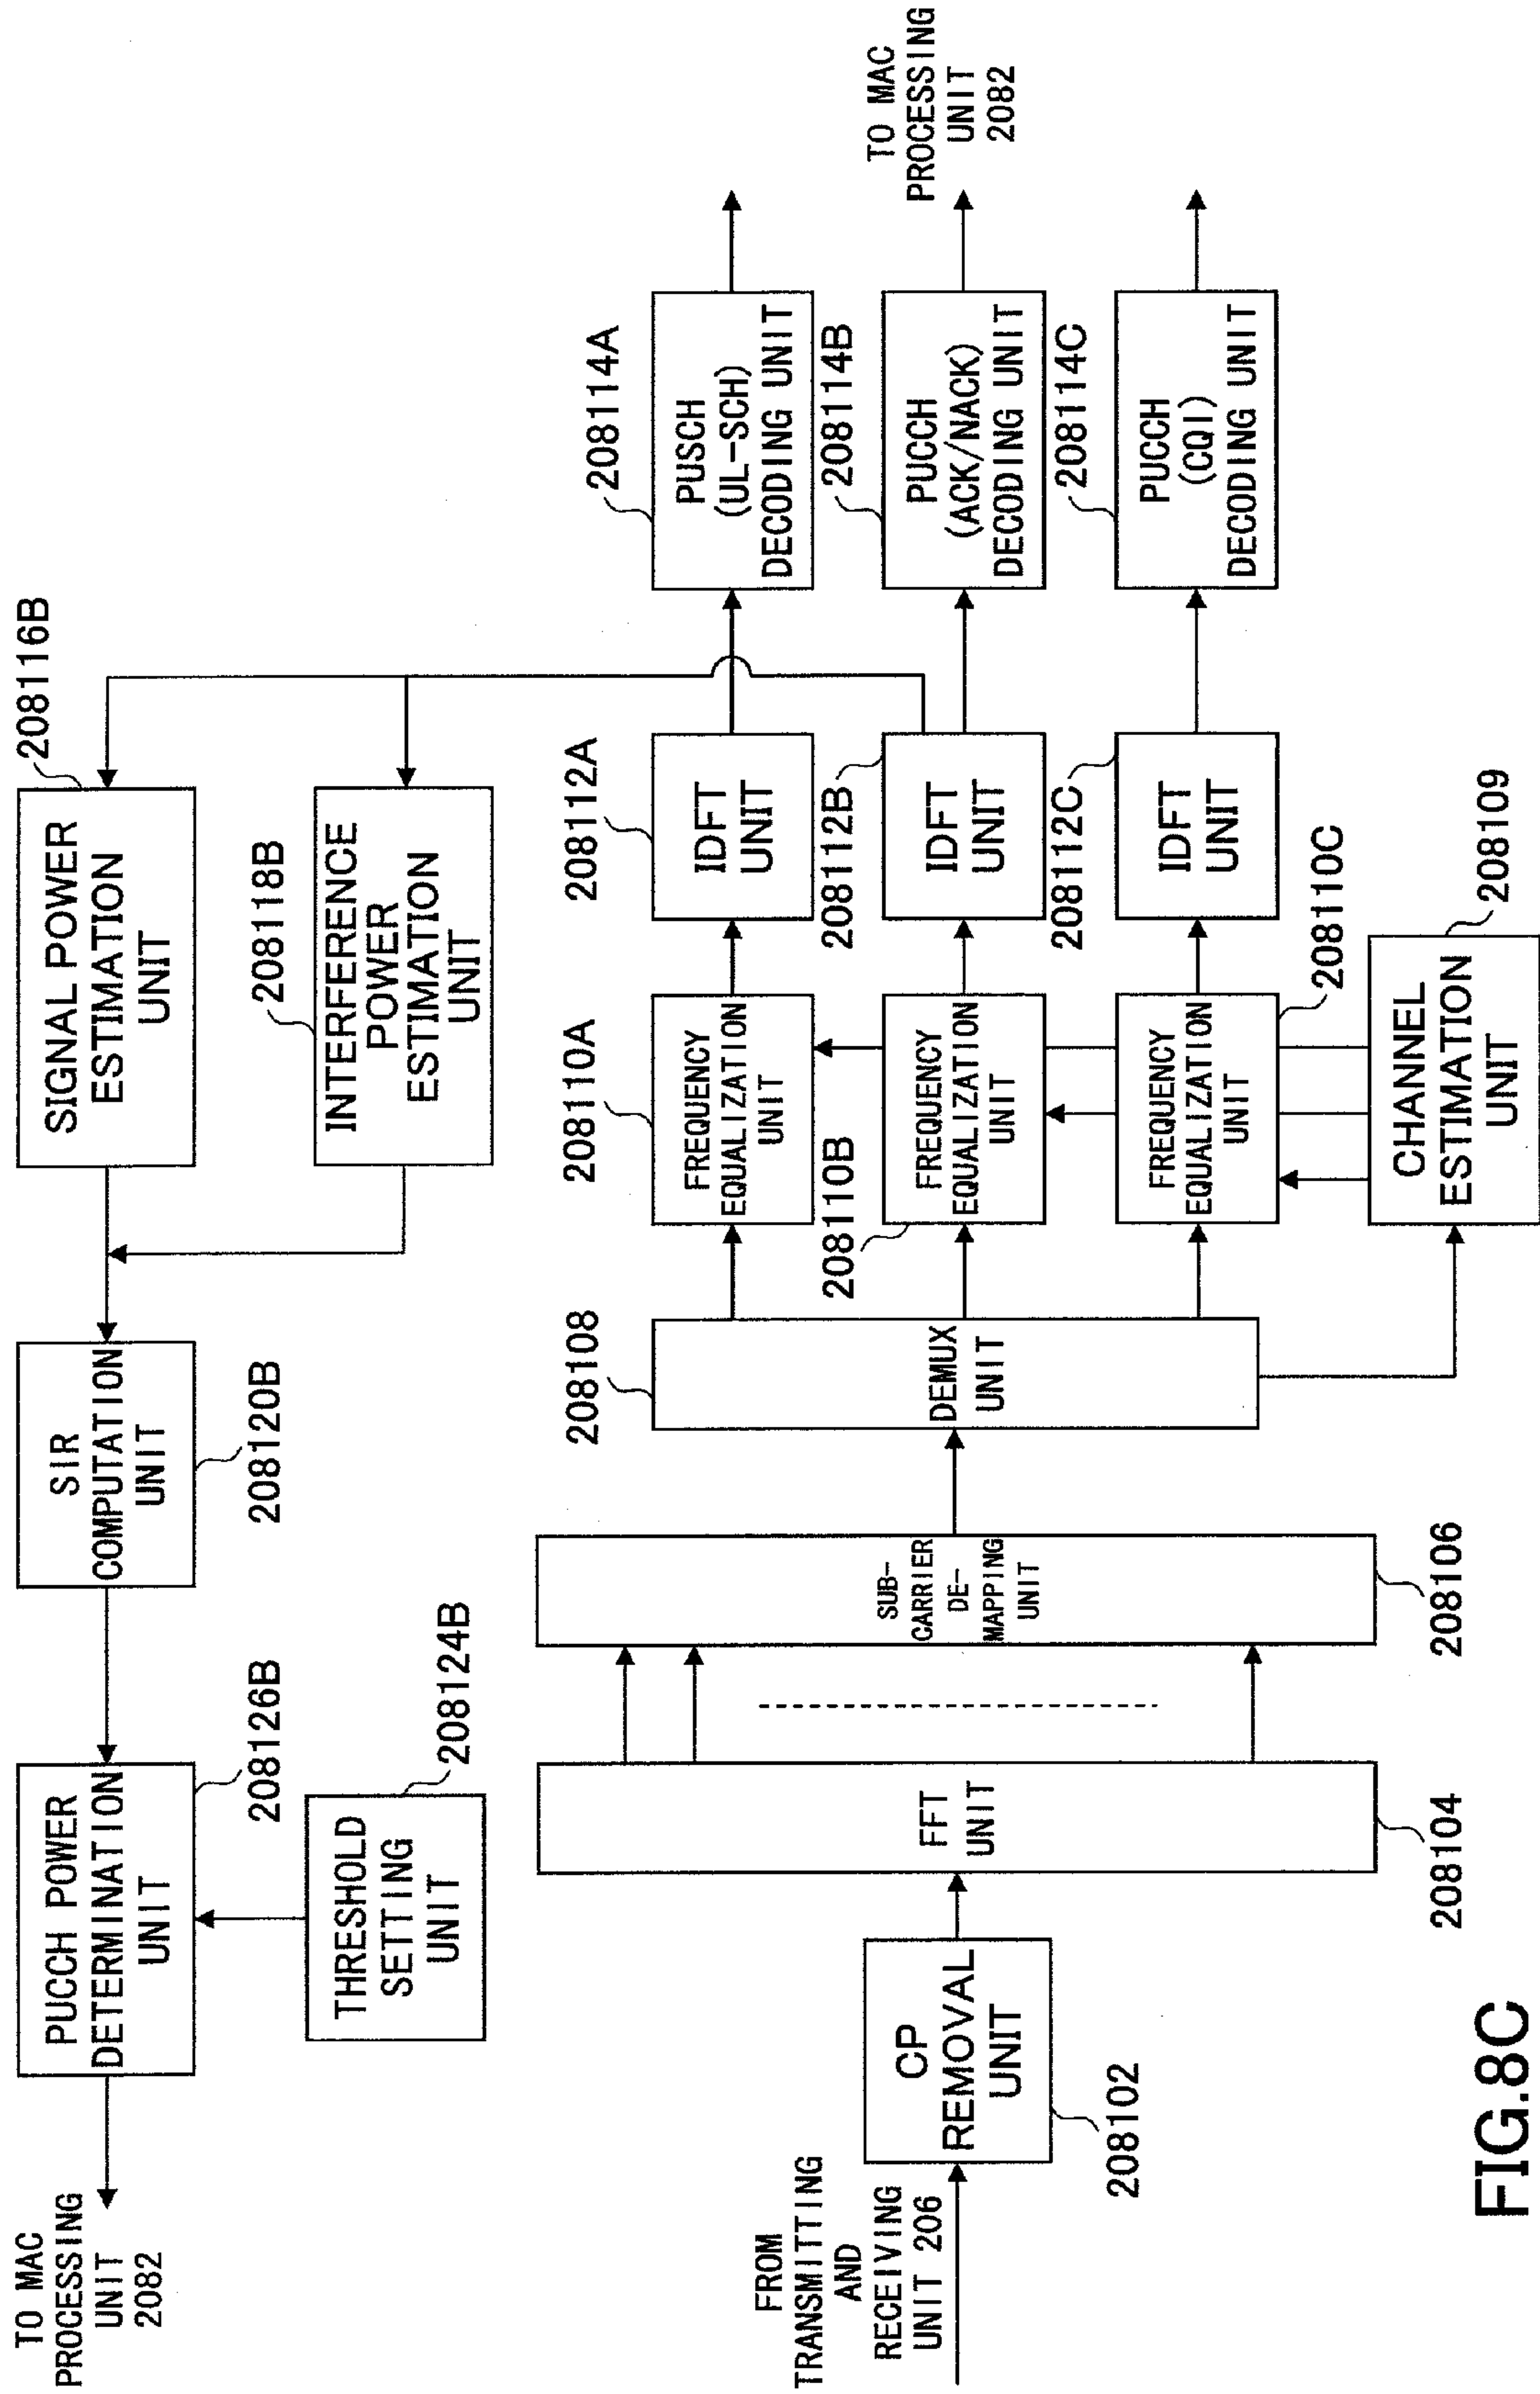 TO MAC
PROCESSING
UNIT
2082
PUCCH POWER
DETERMINATION
UNIT
208126B
THRESHOLD
SETTING
UNIT
208124B
SIR
COMPUTATION
UNIT
208120B
SIGNAL POWER
ESTIMATION
UNIT
208116B
INTERFERENCE
POWER
ESTIMATION
UNIT
208118B
FROM
TRANSMITTING
AND
RECEIVING
UNIT 206
CP
REMOVAL
UNIT
208102
FFT
UNIT
208104
SUB-
CARRIER
DE-
MAPPING
UNIT
208106
DEMUX
UNIT
208108
FREQUENCY
EQUALIZATION
UNIT
208110A
FREQUENCY
EQUALIZATION
UNIT
208110B
FREQUENCY
EQUALIZATION
UNIT
208110C
CHANNEL
ESTIMATION
UNIT
208109
IDFT
UNIT
208112A
IDFT
UNIT
208112B
IDFT
UNIT
208112C
PUSCH
(UL-SCH)
DECODING UNIT
208114A
PUCCH
(ACK/NACK)
DECODING UNIT
208114B
PUCCH
(CQI)
DECODING UNIT
208114C
TO MAC
PROCESSING
UNIT
2082
FIG.8C